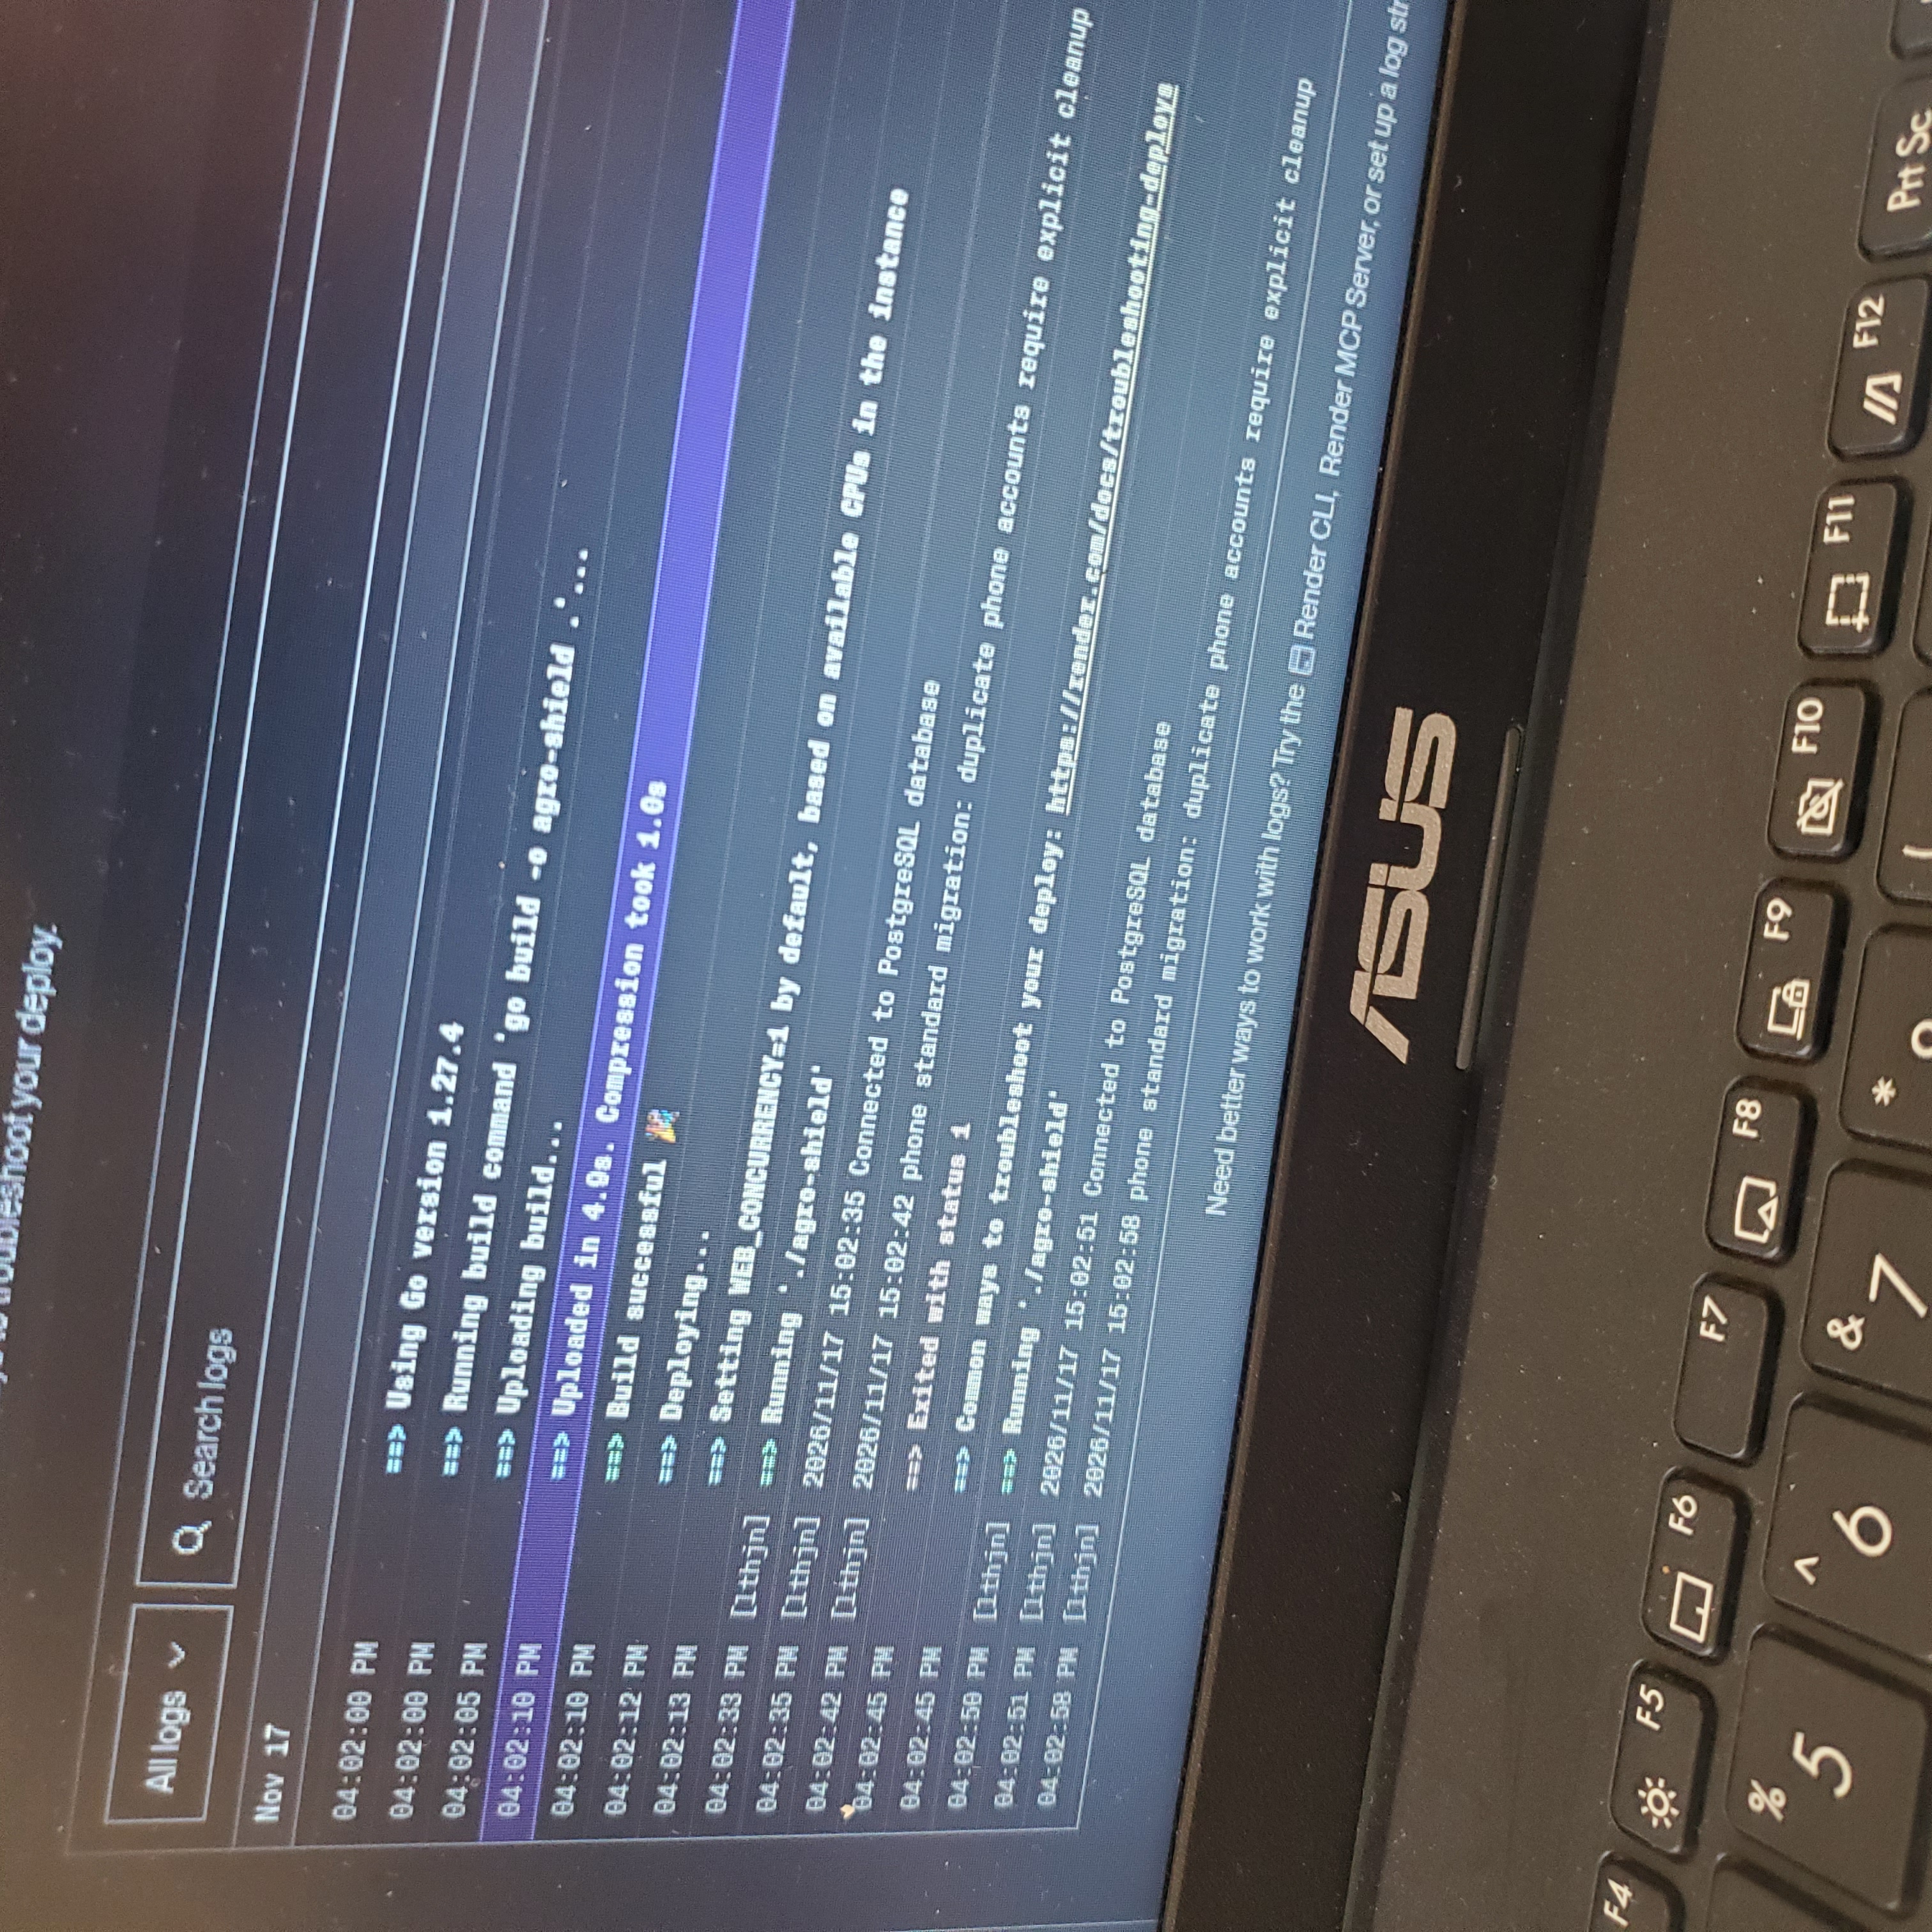 to troubleshoot your deploy.
All logs
Search logs
Nov 17
04:02:00 PM ==> Using Go version 1.27.4
04:02:00 PM ==> Running build command 'go build -o agro-shield .'...
04:02:05 PM ==> Uploading build...
04:02:10 PM ==> Uploaded in 4.0s. Compression took 1.0s
04:02:10 PM ==> Build successful 🎉
04:02:12 PM ==> Deploying...
04:02:13 PM ==> Setting WEB_CONCURRENCY=1 by default, based on available CPUs in the instance
04:02:33 PM [lthjn] ==> Running './agro-shield'
04:02:35 PM [lthjn] 2026/11/17 15:02:35 Connected to PostgreSQL database
04:02:42 PM [lthjn] 2026/11/17 15:02:42 phone standard migration: duplicate phone accounts require explicit cleanup
04:02:45 PM ==> Exited with status 1
04:02:45 PM ==> Common ways to troubleshoot your deploy: https://render.com/docs/troubleshooting-deploys
04:02:50 PM [lthjn] ==> Running './agro-shield'
04:02:51 PM [lthjn] 2026/11/17 15:02:51 Connected to PostgreSQL database
04:02:58 PM [lthjn] 2026/11/17 15:02:58 phone standard migration: duplicate phone accounts require explicit cleanup
Need better ways to work with logs? Try the Render CLI, Render MCP Server, or set up a log str
ASUS
F4 F5 F6 F7 F8 F9 F10 F11 F12 Prt Sc
% 5 ^ 6 & 7 * (